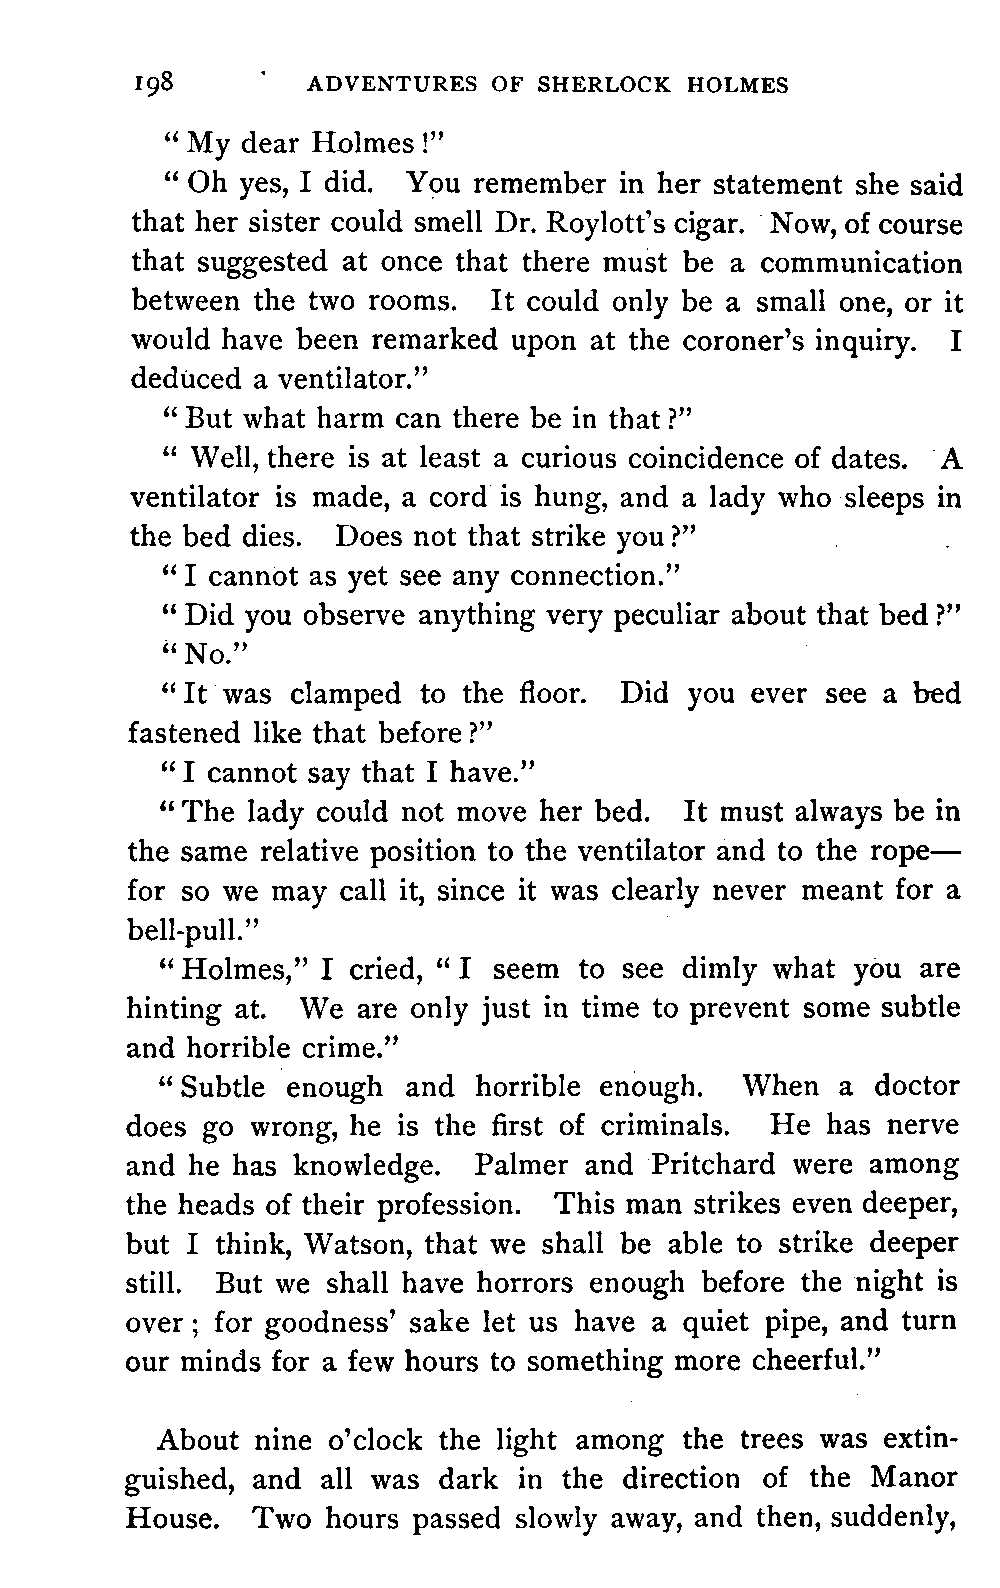 198 ADVENTURES OF SHERLOCK HOLMES
“ My dear Holmes !”
“ Oh yes, I did. You remember in her statement she said
that her sister could smell Dr. Roylott’s cigar. Now, of course
that suggested at once that there must be a communication
between the two rooms. It could only be a small one, or it
would have been remarked upon at the coroner’s inquiry. I
deduced a ventilator.”
“ But what harm can there be in that ?”
“ Well, there is at least a curious coincidence of dates. A
ventilator is made, a cord is hung, and a lady who sleeps in
the bed dies. Does not that strike you ?”
“ I cannot as yet see any connection.”
“ Did you observe anything very peculiar about that bed ?”
“ No.”
“ It was clamped to the floor. Did you ever see a bed
fastened like that before ?”
“ I cannot say that I have.”
“ The lady could not move her bed. It must always be in
the same relative position to the ventilator and to the rope—
for so we may call it, since it was clearly never meant for a
bell-pull.”
“ Holmes,” I cried, “ I seem to see dimly what you are
hinting at. We are only just in time to prevent some subtle
and horrible crime.”
“ Subtle enough and horrible enough. When a doctor
does go wrong, he is the first of criminals. He has nerve
and he has knowledge. Palmer and Pritchard were among
the heads of their profession. This man strikes even deeper,
but I think, Watson, that we shall be able to strike deeper
still. But we shall have horrors enough before the night is
over ; for goodness’ sake let us have a quiet pipe, and turn
our minds for a few hours to something more cheerful.”
About nine o’clock the light among the trees was extin-
guished, and all was dark in the direction of the Manor
House. Two hours passed slowly away, and then, suddenly,